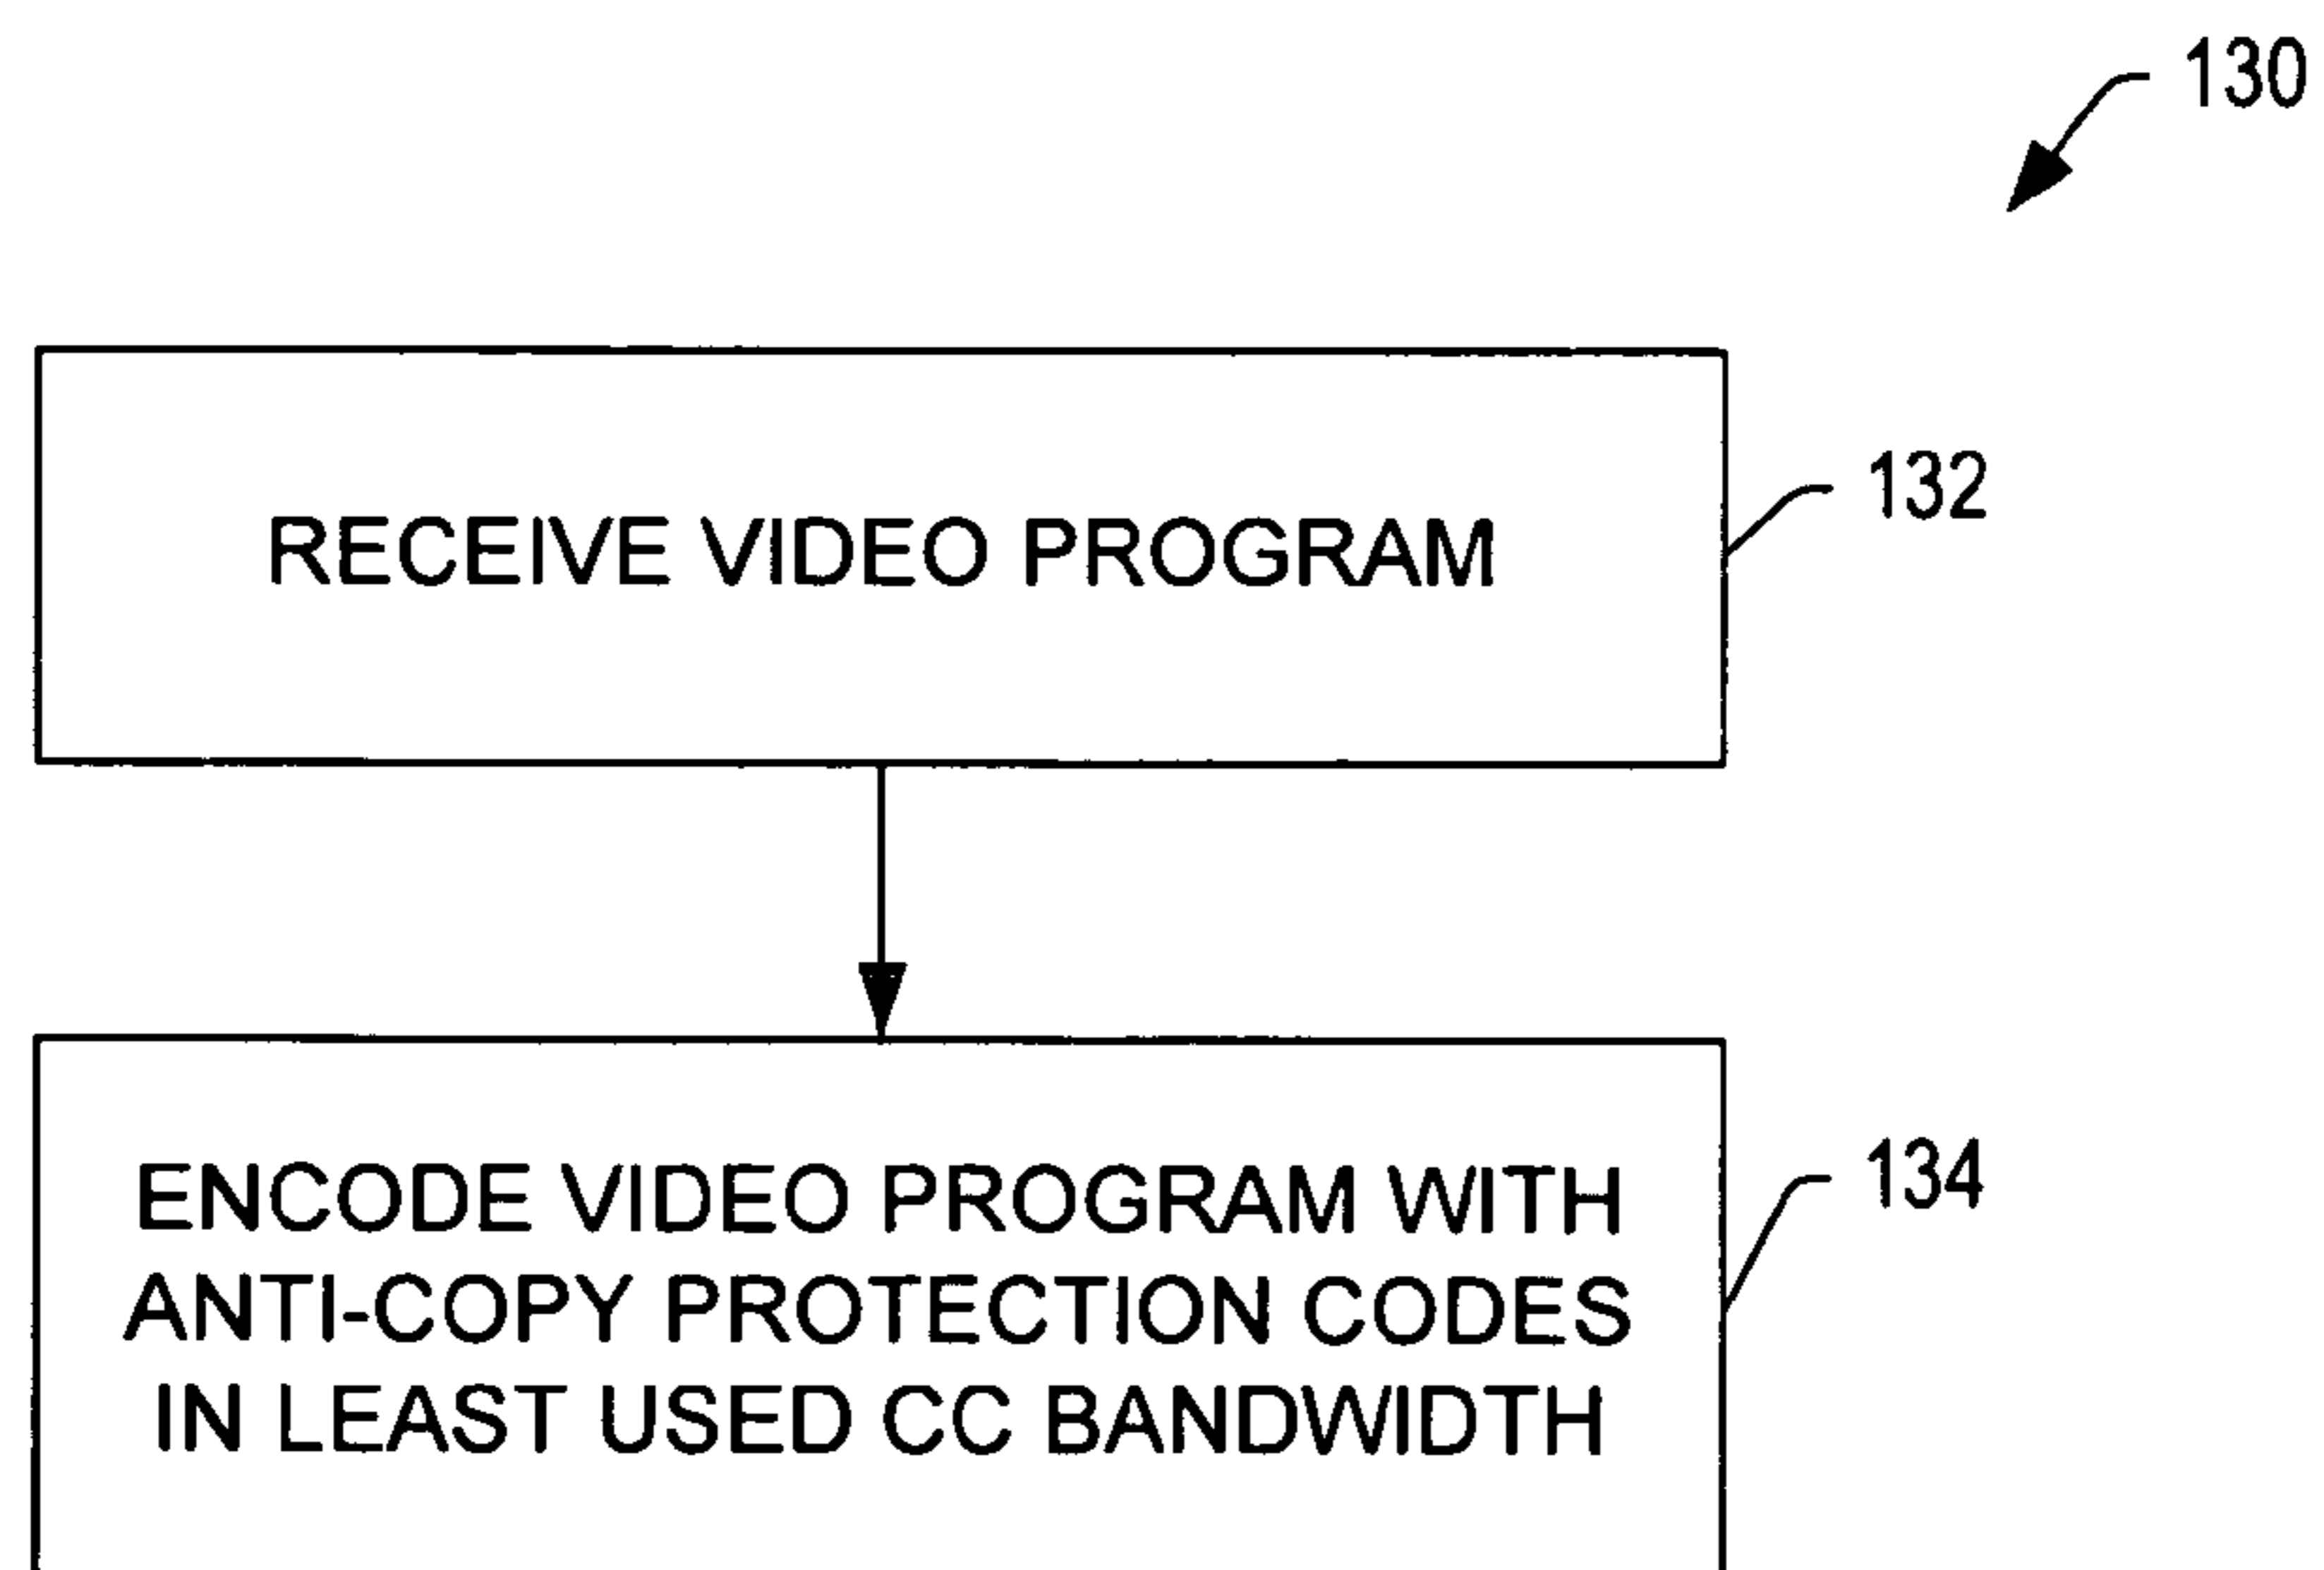 130
RECEIVE VIDEO PROGRAM
132
ENCODE VIDEO PROGRAM WITH
ANTI-COPY PROTECTION CODES
IN LEAST USED CC BANDWIDTH
134